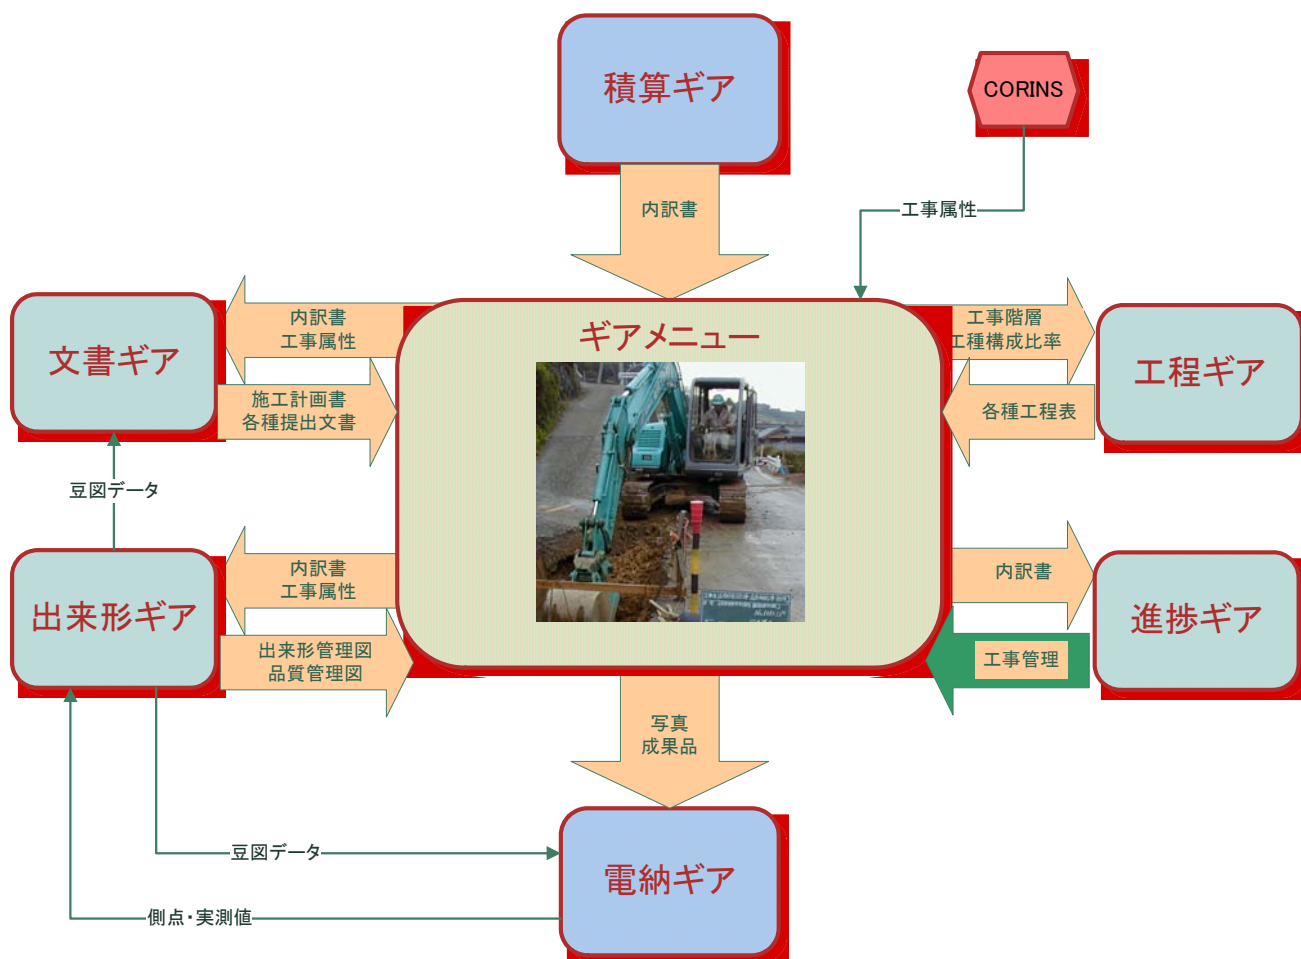 積算ギア
CORINS
内訳書
工事属性
内訳書
工事属性
ギアメニュー
工事階層
工種構成比率
文書ギア
工程ギア
施工計画書
各種提出文書
各種工程表
豆図データ
内訳書
工事属性
内訳書
出来形ギア
進捗ギア
出来形管理図
品質管理図
工事管理
写真
成果品
豆図データ
電納ギア
側点・実測値